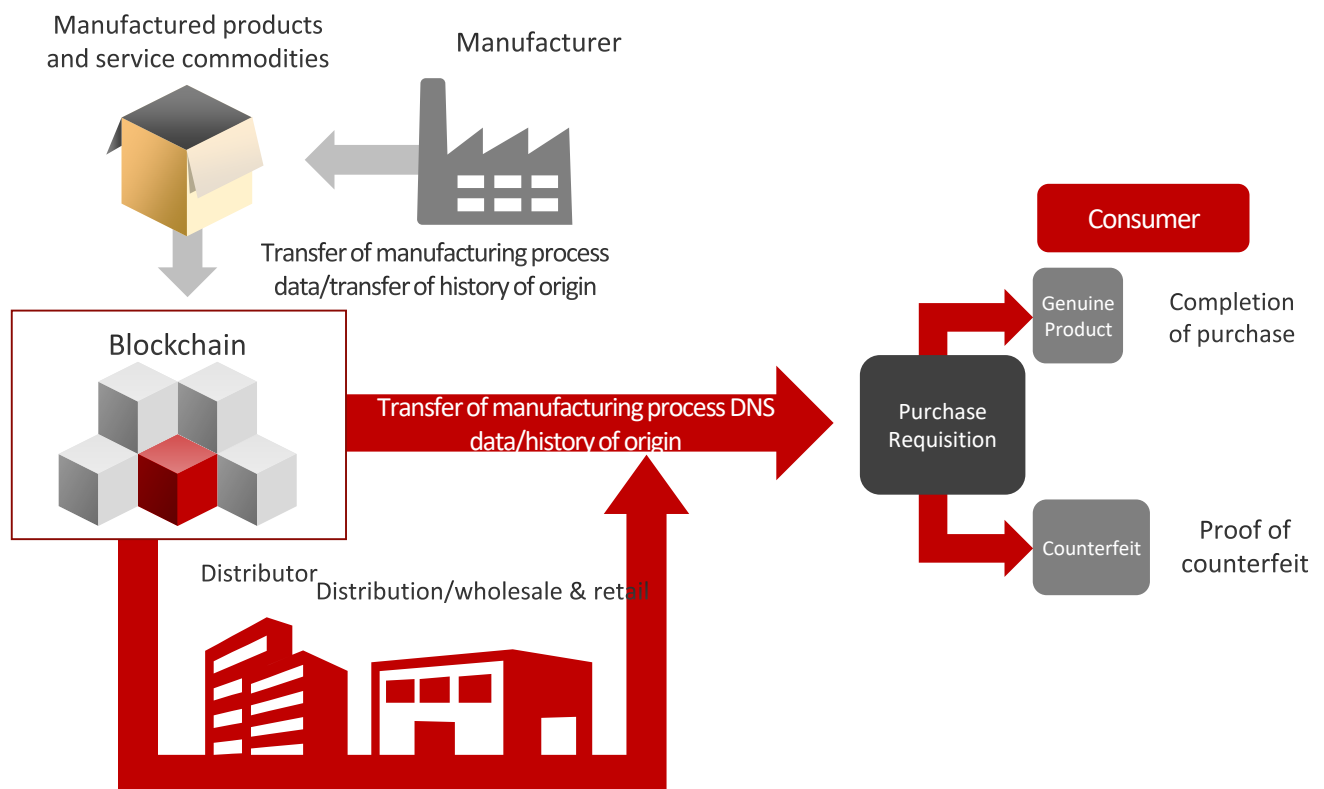 Manufactured products
and service commodities
Manufacturer
Transfer of manufacturing process
data/transfer of history of origin
Blockchain
Transfer of manufacturing process DNS
data/history of origin
Distributor
Distribution/wholesale & retail
Purchase
Requisition
Consumer
Genuine
Product
Completion
of purchase
Counterfeit
Proof of
counterfeit